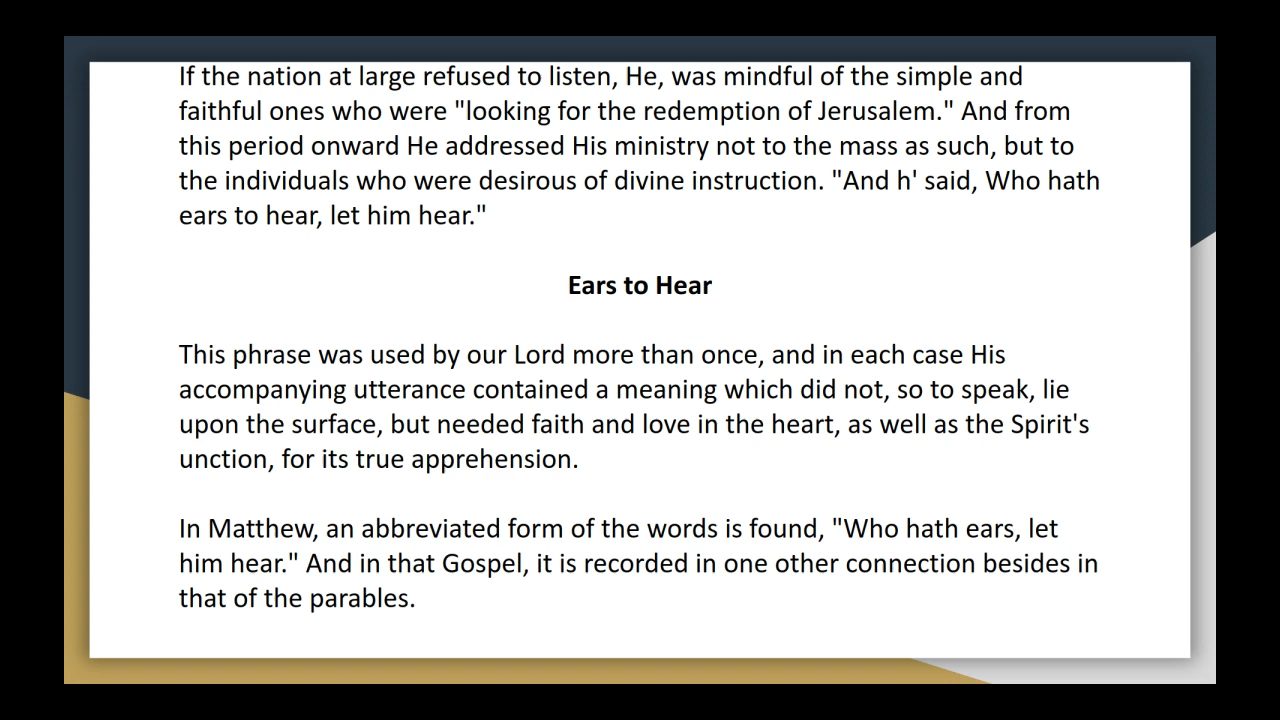 If the nation at large refused to listen, He, was mindful of the simple and
faithful ones who were "looking for the redemption of Jerusalem." And from
this period onward He addressed His ministry not to the mass as such, but to
the individuals who were desirous of divine instruction. "And h' said, Who hath
ears to hear, let him hear."
Ears to Hear
This phrase was used by our Lord more than once, and in each case His
accompanying utterance contained a meaning which did not, so to speak, lie
upon the surface, but needed faith and love in the heart, as well as the Spirit's
unction, for its true apprehension.
In Matthew, an abbreviated form of the words is found, "Who hath ears, let
him hear." And in that Gospel, it is recorded in one other connection besides in
that of the parables.